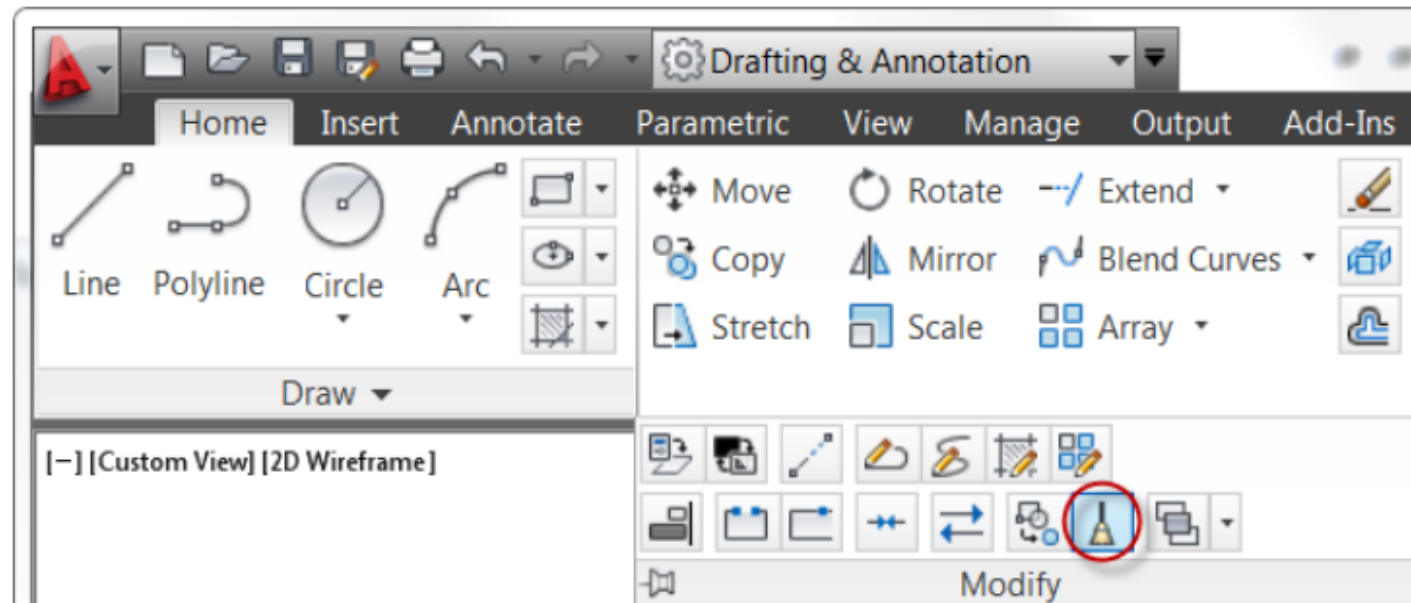 Drafting & Annotation
Home Insert Annotate Parametric View Manage Output Add-Ins
Line Polyline Circle Arc
Move Rotate Extend
Copy Mirror Blend Curves
Stretch Scale Array
Draw
[−] [Custom View] [2D Wireframe]
Modify